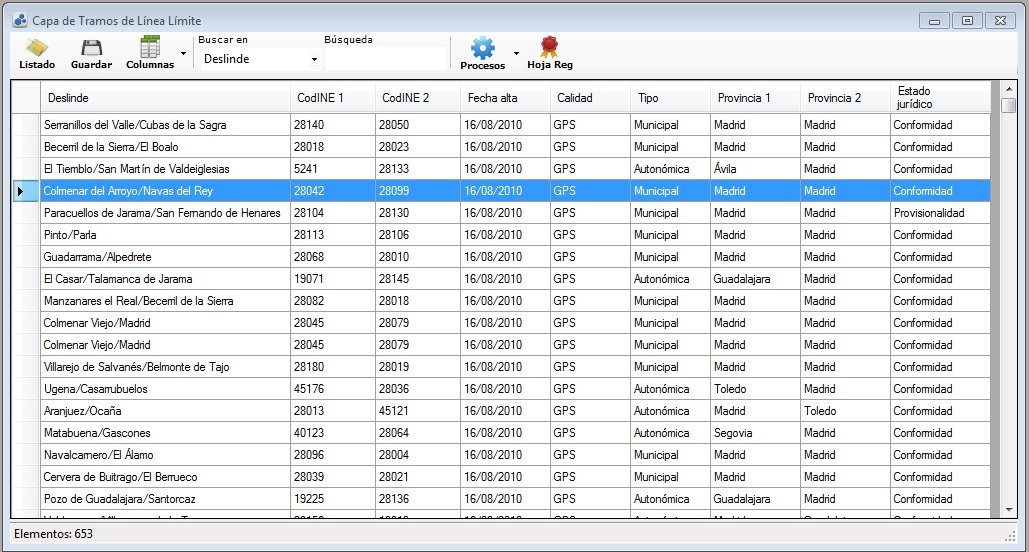 Capa de Tramos de Línea Límite
Listado Guardar Columnas Buscar en Deslinde Búsqueda Procesos Hoja Reg
Deslinde CodINE 1 CodINE 2 Fecha alta Calidad Tipo Provincia 1 Provincia 2 Estado jurídico
Serranillos del Valle/Cubas de la Sagra 28140 28050 16/08/2010 GPS Municipal Madrid Madrid Conformidad
Becerril de la Sierra/El Boalo 28018 28023 16/08/2010 GPS Municipal Madrid Madrid Conformidad
El Tiemblo/San Martín de Valdeiglesias 5241 28133 16/08/2010 GPS Autonómica Ávila Madrid Conformidad
Colmenar del Arroyo/Navas del Rey 28042 28099 16/08/2010 GPS Municipal Madrid Madrid Conformidad
Paracuellos de Jarama/San Fernando de Henares 28104 28130 16/08/2010 GPS Municipal Madrid Madrid Provisionalidad
Pinto/Parla 28113 28106 16/08/2010 GPS Municipal Madrid Madrid Conformidad
Guadarrama/Alpedrete 28068 28010 16/08/2010 GPS Municipal Madrid Madrid Conformidad
El Casar/Talamanca de Jarama 19071 28145 16/08/2010 GPS Autonómica Guadalajara Madrid Conformidad
Manzanares el Real/Becerril de la Sierra 28082 28018 16/08/2010 GPS Municipal Madrid Madrid Conformidad
Colmenar Viejo/Madrid 28045 28079 16/08/2010 GPS Municipal Madrid Madrid Conformidad
Colmenar Viejo/Madrid 28045 28079 16/08/2010 GPS Municipal Madrid Madrid Conformidad
Villarejo de Salvanés/Belmonte de Tajo 28180 28019 16/08/2010 GPS Municipal Madrid Madrid Conformidad
Ugena/Casarrubuelos 45176 28036 16/08/2010 GPS Autonómica Toledo Madrid Conformidad
Aranjuez/Ocaña 28013 45121 16/08/2010 GPS Autonómica Madrid Toledo Conformidad
Matabuena/Gascones 40123 28064 16/08/2010 GPS Autonómica Segovia Madrid Conformidad
Navalcarnero/El Álamo 28096 28004 16/08/2010 GPS Municipal Madrid Madrid Conformidad
Cervera de Buitrago/El Berrueco 28039 28021 16/08/2010 GPS Municipal Madrid Madrid Conformidad
Pozo de Guadalajara/Santorcaz 19225 28136 16/08/2010 GPS Autonómica Guadalajara Madrid Conformidad
Elementos: 653